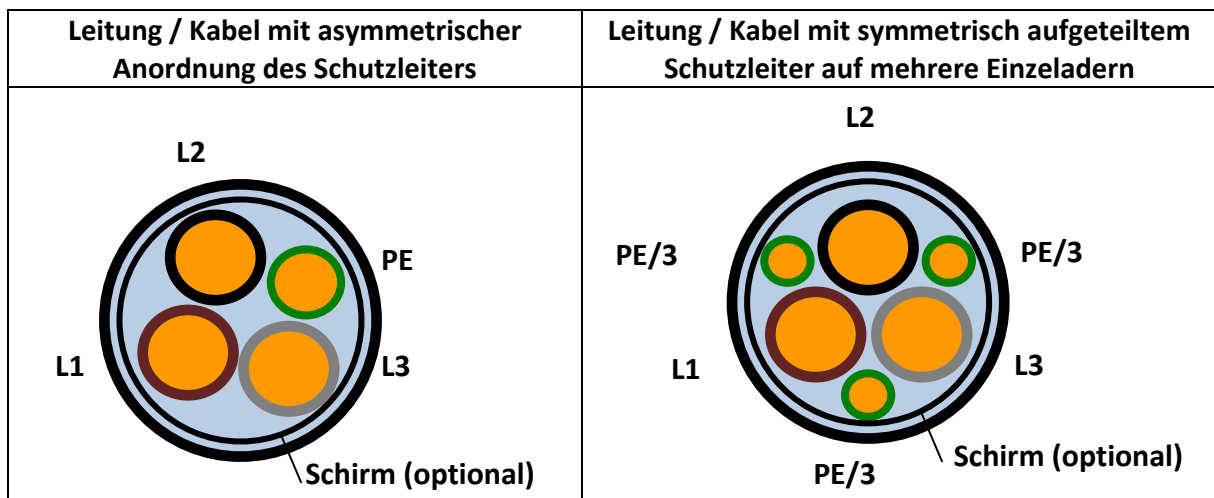 Leitung / Kabel mit asymmetrischer
Anordnung des Schutzleiters
Leitung / Kabel mit symmetrisch aufgeteiltem
Schutzleiter auf mehrere Einzeladern
L2
PE
L1
L3
Schirm (optional)
L2
PE/3
PE/3
L1
L3
Schirm (optional)
PE/3